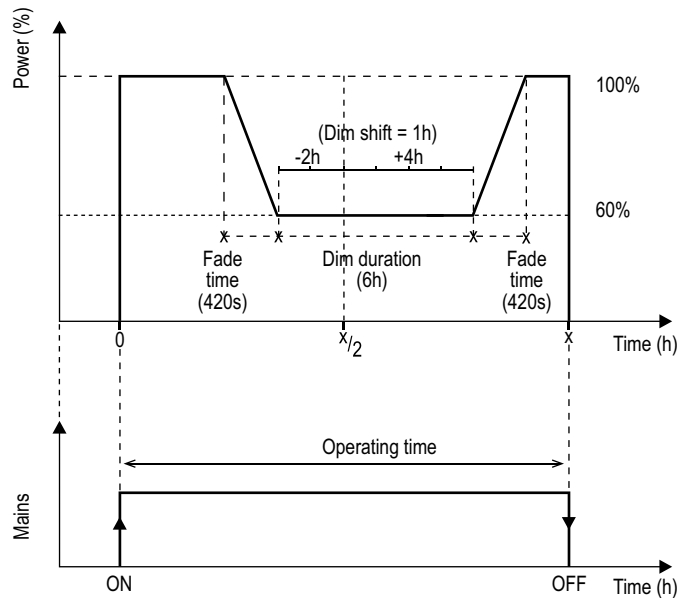 Power (%)
100%
(Dim shift = 1h)
-2h +4h
60%
x x x x
Fade time (420s)
Dim duration (6h)
Fade time (420s)
0 x/2 x Time (h)
Operating time
Mains
ON OFF Time (h)